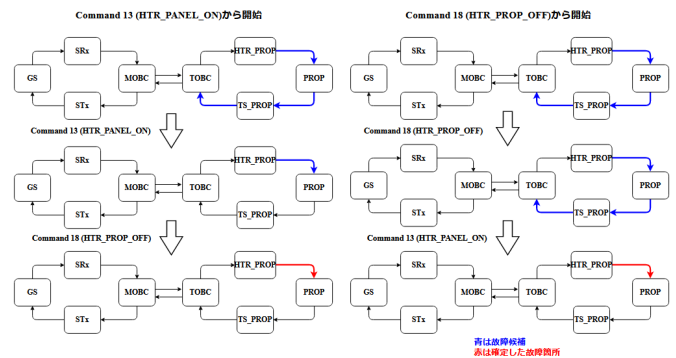 Command 13 (HTR_PANEL_ON)から開始
Command 18 (HTR_PROP_OFF)から開始
SRx
HTR_PROP
GS
MOBC
TOBC
PROP
STx
TS_PROP
SRx
HTR_PROP
GS
MOBC
TOBC
PROP
STx
TS_PROP
Command 13 (HTR_PANEL_ON)
Command 18 (HTR_PROP_OFF)
SRx
HTR_PROP
GS
MOBC
TOBC
PROP
STx
TS_PROP
SRx
HTR_PROP
GS
MOBC
TOBC
PROP
STx
TS_PROP
Command 18 (HTR_PROP_OFF)
Command 13 (HTR_PANEL_ON)
SRx
HTR_PROP
GS
MOBC
TOBC
PROP
STx
TS_PROP
SRx
HTR_PROP
GS
MOBC
TOBC
PROP
STx
TS_PROP
青は故障候補
赤は確定した故障箇所